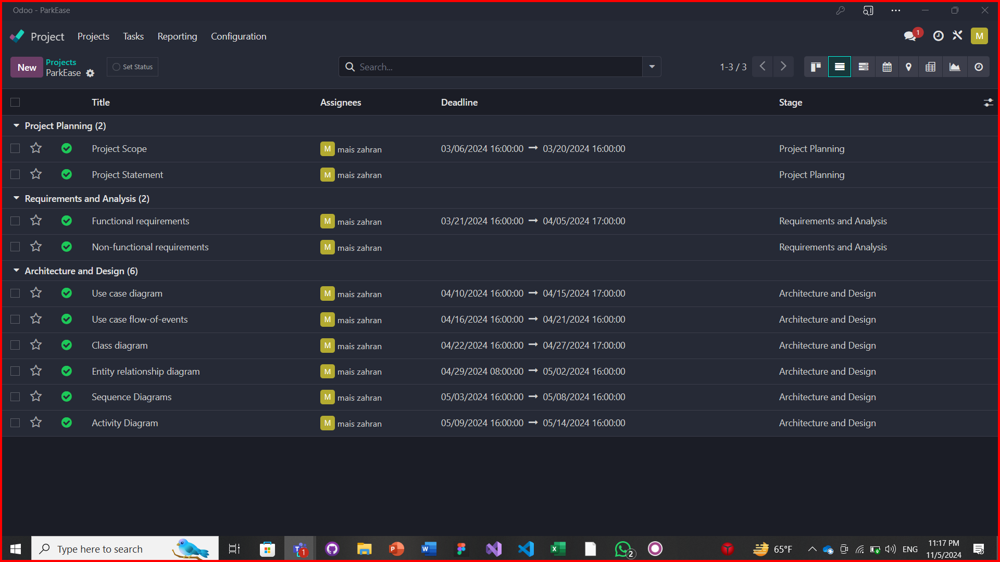 Odoo - ParkEase
Project Projects Tasks Reporting Configuration 1 M
New Projects ParkEase Set Status Search... 1-3 / 3
Title Assignees Deadline Stage
Project Planning (2)
Project Scope M mais zahran 03/06/2024 16:00:00 → 03/20/2024 16:00:00 Project Planning
Project Statement M mais zahran Project Planning
Requirements and Analysis (2)
Functional requirements M mais zahran 03/21/2024 16:00:00 → 04/05/2024 17:00:00 Requirements and Analysis
Non-functional requirements M mais zahran Requirements and Analysis
Architecture and Design (6)
Use case diagram M mais zahran 04/10/2024 16:00:00 → 04/15/2024 17:00:00 Architecture and Design
Use case flow-of-events M mais zahran 04/16/2024 16:00:00 → 04/21/2024 16:00:00 Architecture and Design
Class diagram M mais zahran 04/22/2024 16:00:00 → 04/27/2024 17:00:00 Architecture and Design
Entity relationship diagram M mais zahran 04/29/2024 08:00:00 → 05/02/2024 16:00:00 Architecture and Design
Sequence Diagrams M mais zahran 05/03/2024 16:00:00 → 05/08/2024 16:00:00 Architecture and Design
Activity Diagram M mais zahran 05/09/2024 16:00:00 → 05/14/2024 16:00:00 Architecture and Design
Type here to search T 1 P W X 2 65°F ENG 11:17 PM
11/5/2024